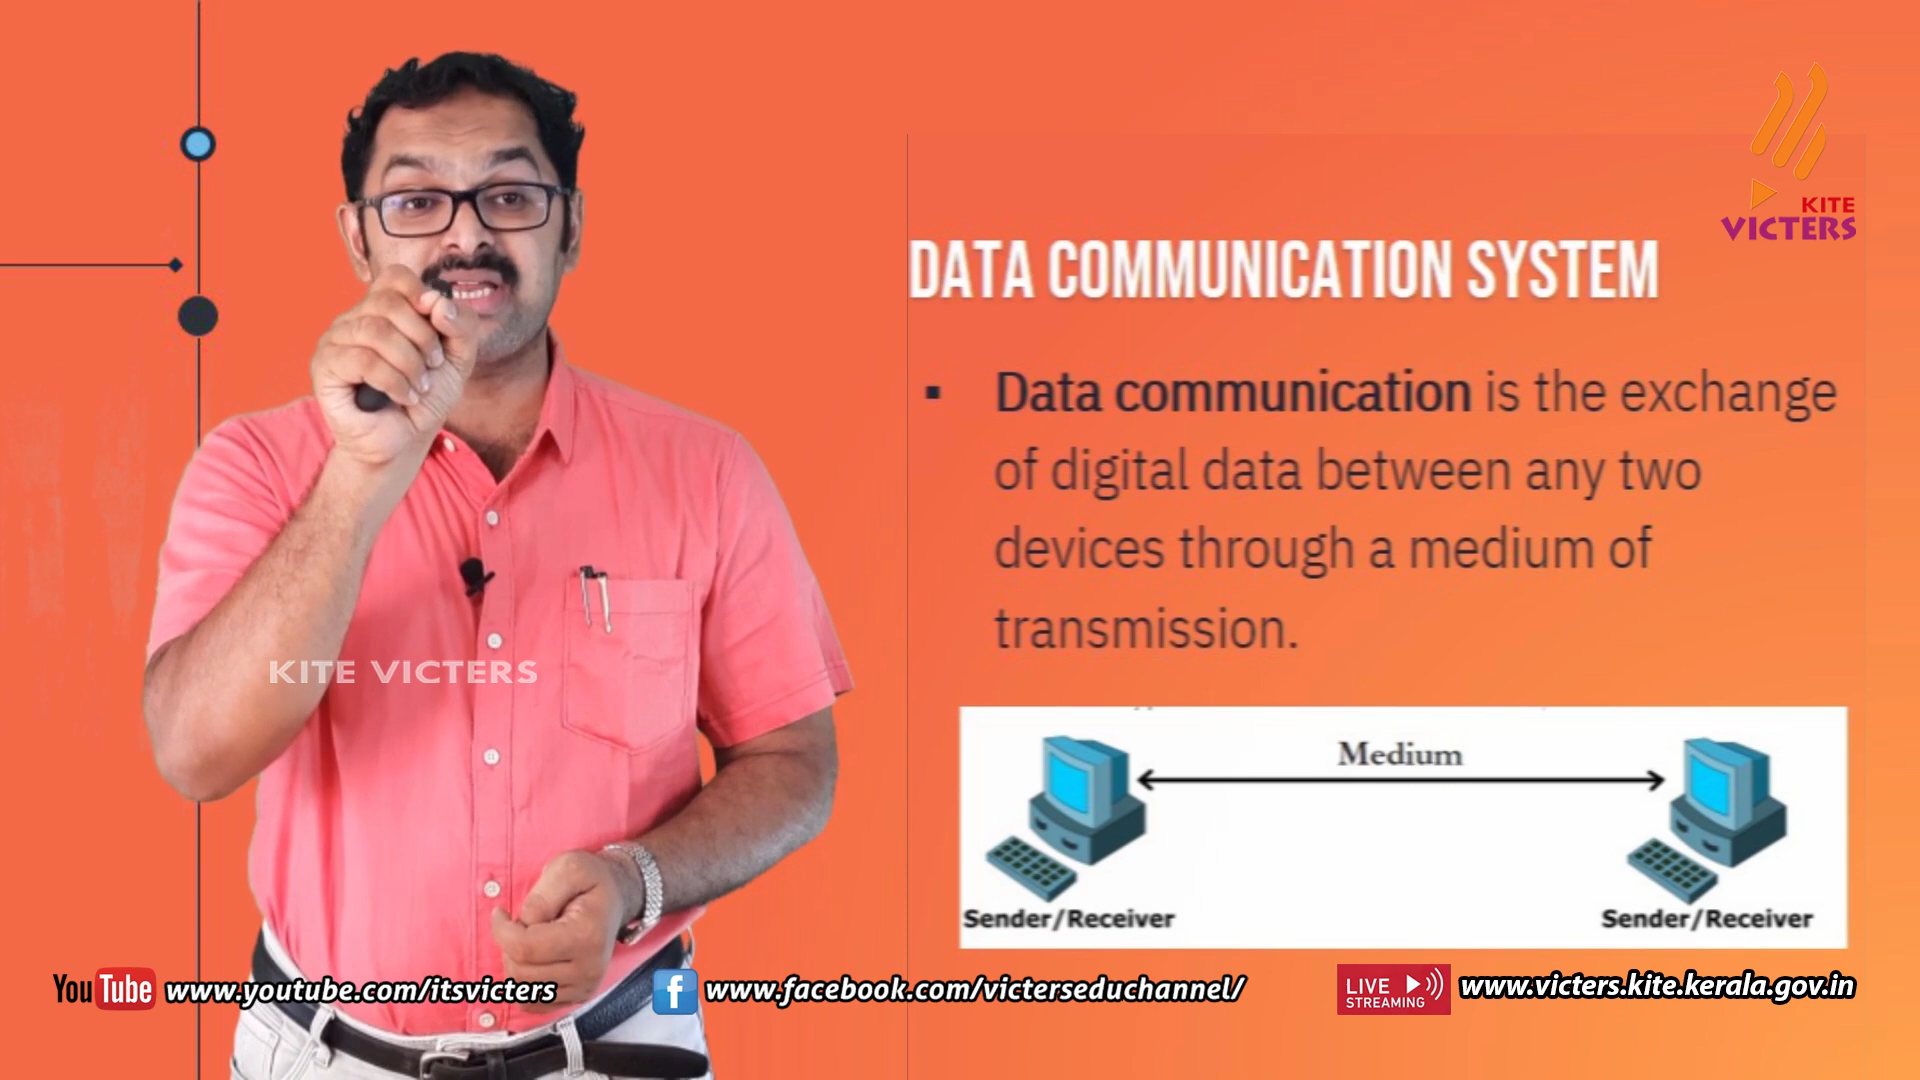 KITE
VICTERS
DATA COMMUNICATION SYSTEM
▪ Data communication is the exchange
of digital data between any two
devices through a medium of
transmission.
KITE VICTERS
Medium
Sender/Receiver
Sender/Receiver
YouTube www.youtube.com/itsvicters
f www.facebook.com/victerseduchannel/
LIVE
STREAMING
www.victers.kite.kerala.gov.in